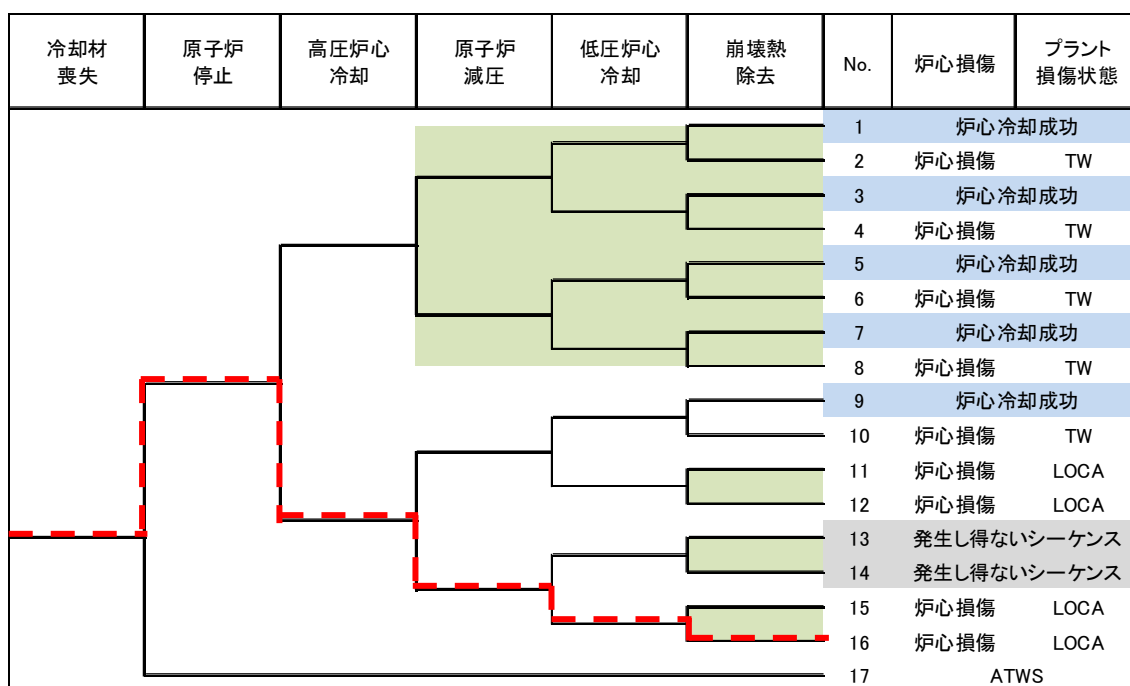 冷却材
喪失
原子炉
停止
高圧炉心
冷却
原子炉
減圧
低圧炉心
冷却
崩壊熱
除去
No.
炉心損傷
プラント
損傷状態
1 炉心冷却成功
2 炉心損傷 TW
3 炉心冷却成功
4 炉心損傷 TW
5 炉心冷却成功
6 炉心損傷 TW
7 炉心冷却成功
8 炉心損傷 TW
9 炉心冷却成功
10 炉心損傷 TW
11 炉心損傷 LOCA
12 炉心損傷 LOCA
13 発生し得ないシーケンス
14 発生し得ないシーケンス
15 炉心損傷 LOCA
16 炉心損傷 LOCA
17 ATWS